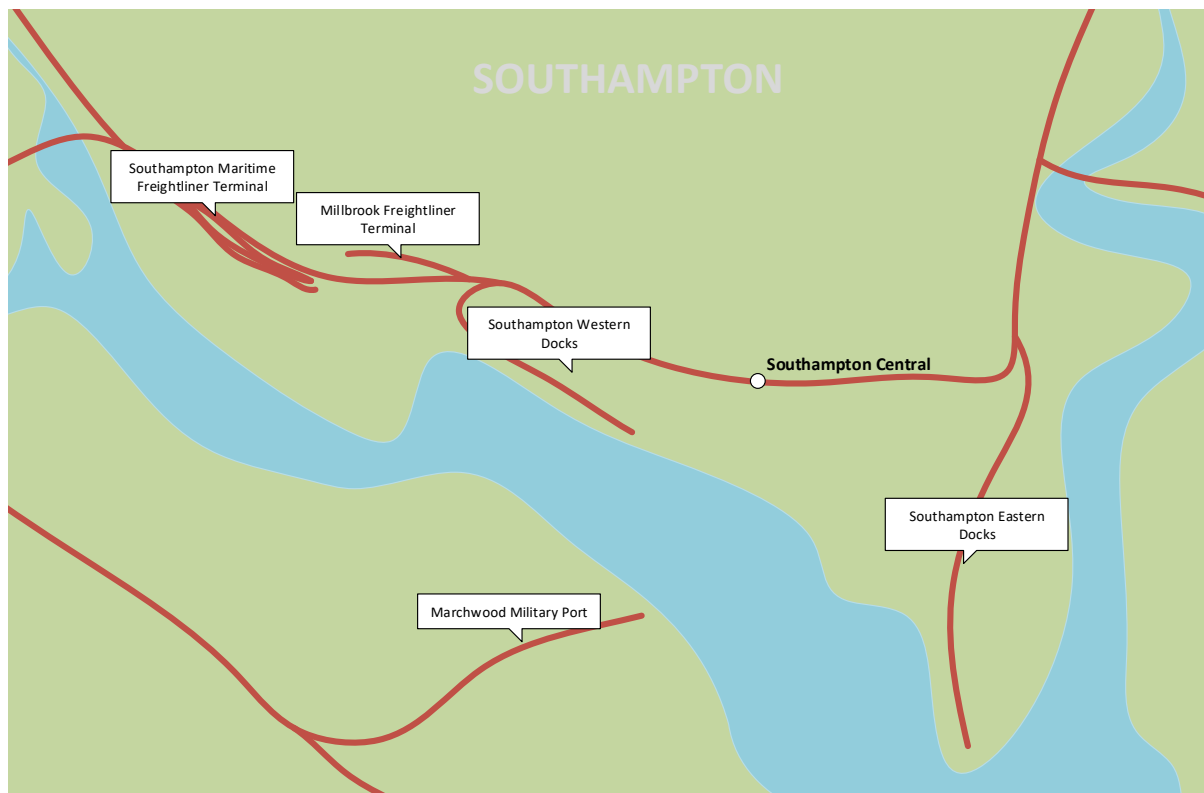 SOUTHAMPTON
Southampton Maritime
Freightliner Terminal
Millbrook Freightliner
Terminal
Southampton Western
Docks
Southampton Central
Southampton Eastern
Docks
Marchwood Military Port